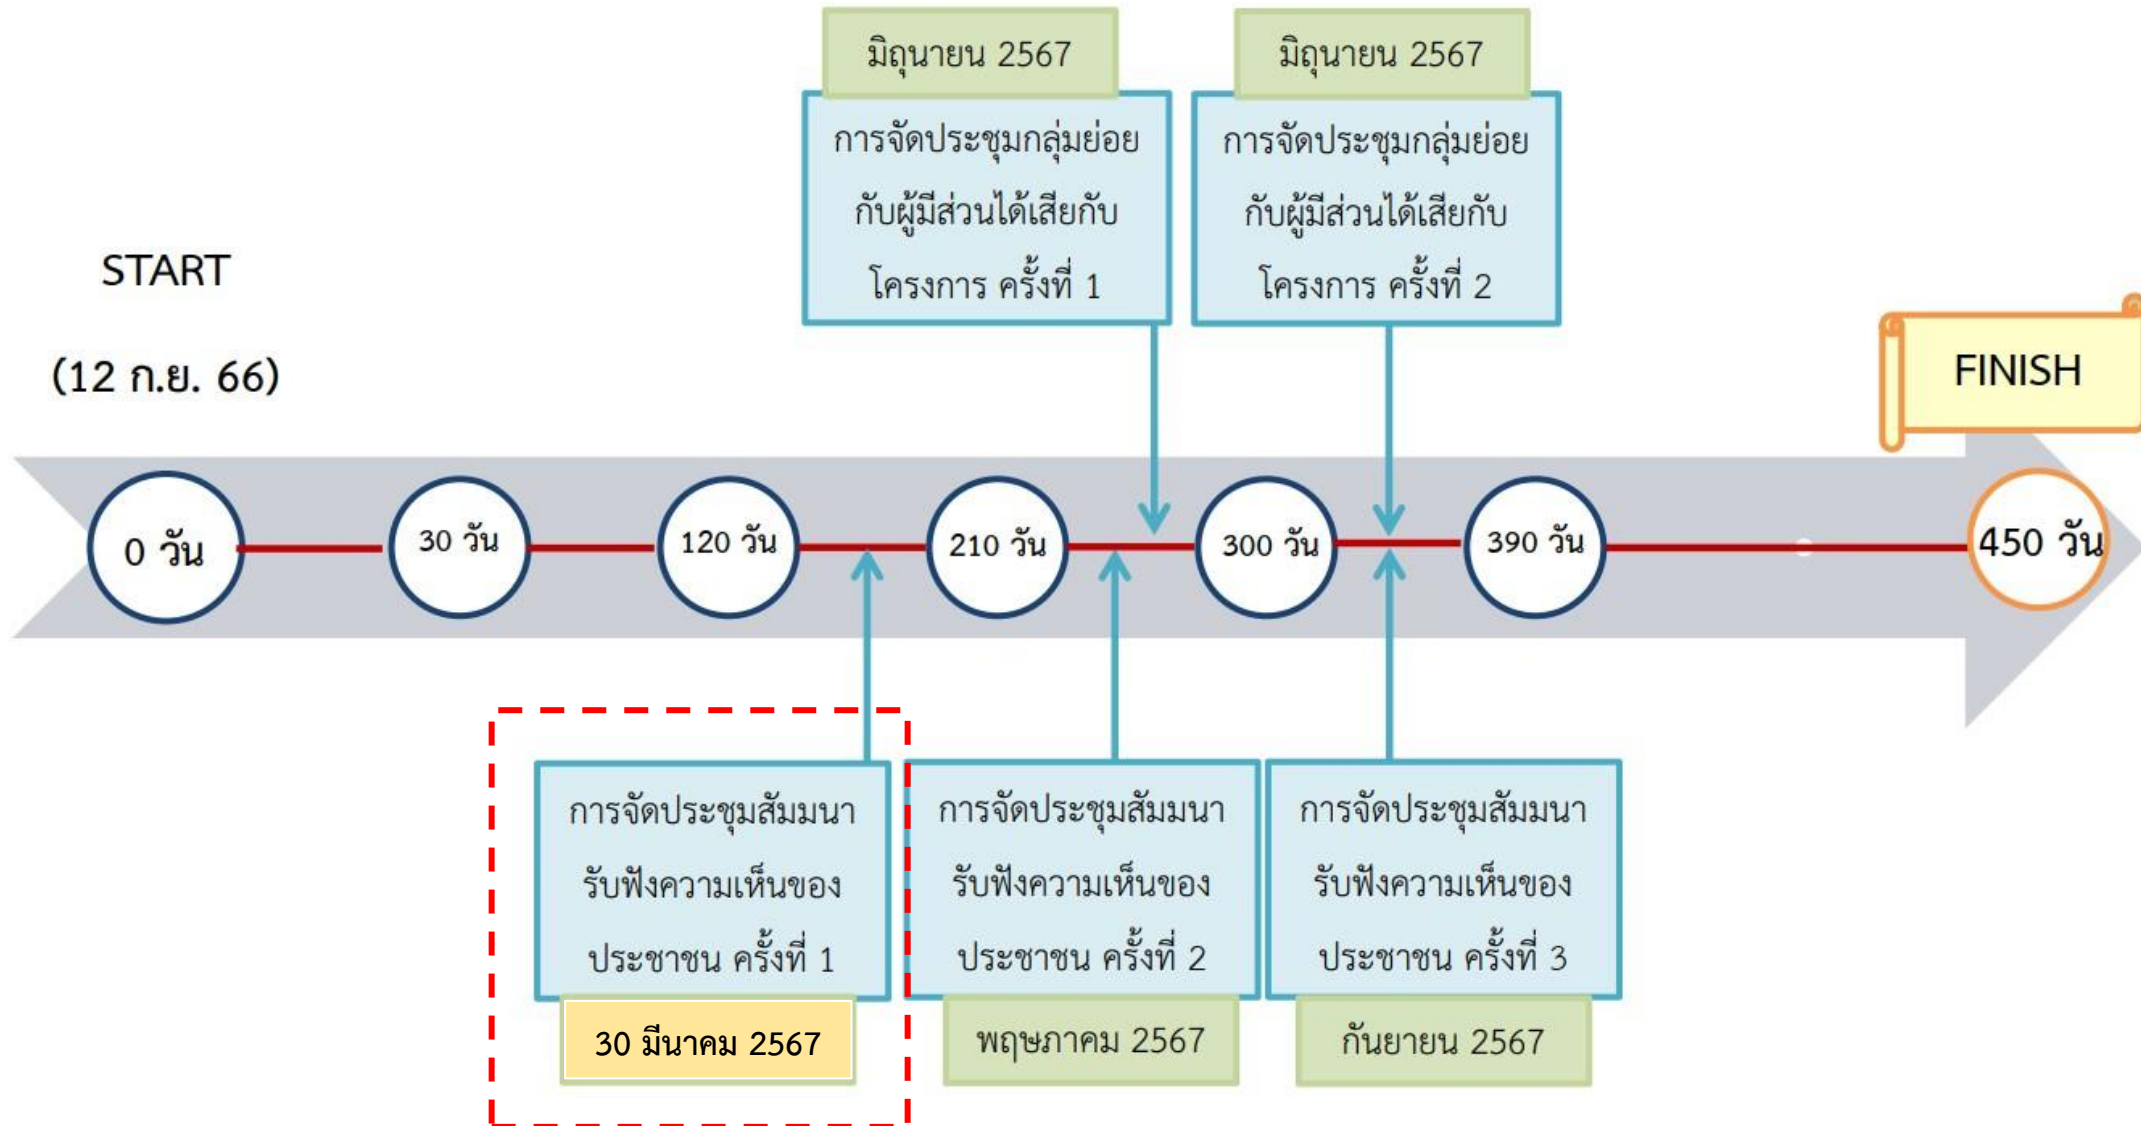 มิถุนายน 2567
การจัดประชุมกลุ่มย่อย
กับผู้มีส่วนได้เสียกับ
โครงการ ครั้งที่ 1
มิถุนายน 2567
การจัดประชุมกลุ่มย่อย
กับผู้มีส่วนได้เสียกับ
โครงการ ครั้งที่ 2
START
(12 ก.ย. 66)
FINISH
0 วัน
30 วัน
120 วัน
210 วัน
300 วัน
390 วัน
450 วัน
การจัดประชุมสัมมนา
รับฟังความเห็นของ
ประชาชน ครั้งที่ 1
30 มีนาคม 2567
การจัดประชุมสัมมนา
รับฟังความเห็นของ
ประชาชน ครั้งที่ 2
พฤษภาคม 2567
การจัดประชุมสัมมนา
รับฟังความเห็นของ
ประชาชน ครั้งที่ 3
กันยายน 2567